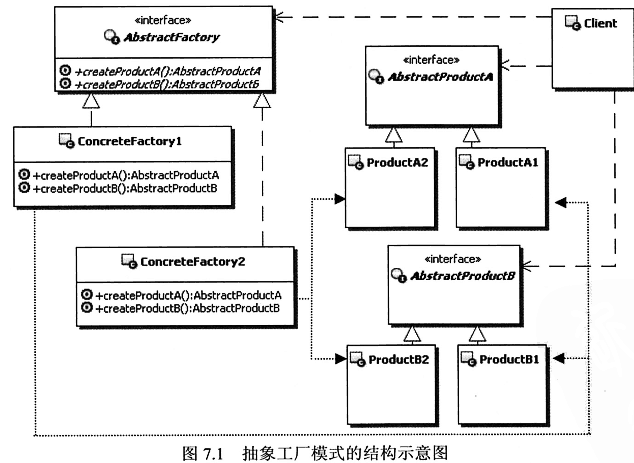 «interface»
AbstractFactory
+createProductA():AbstractProductA
+createProductB():AbstractProductB
Client
«interface»
AbstractProductA
ConcreteFactory1
+createProductA():AbstractProductA
+createProductB():AbstractProductB
ProductA2
ProductA1
ConcreteFactory2
+createProductA():AbstractProductA
+createProductB():AbstractProductB
«interface»
AbstractProductB
ProductB2
ProductB1
图 7.1 抽象工厂模式的结构示意图